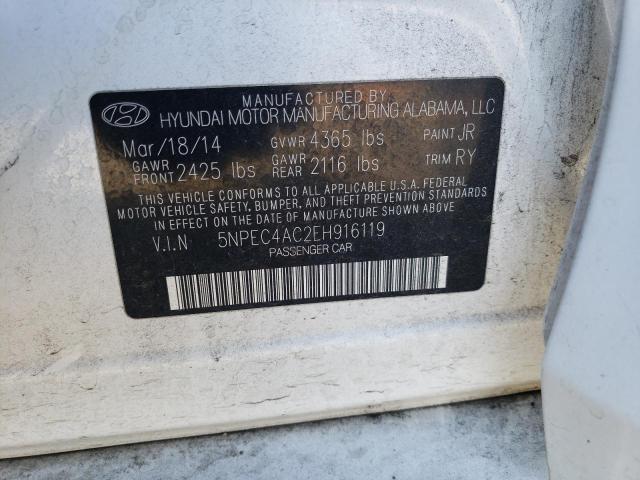 MANUFACTURED BY
HYUNDAI MOTOR MANUFACTURING ALABAMA, LLC
Mar/18/14 GVWR 4365 lbs PAINT JR
GAWR FRONT 2425 lbs GAWR REAR 2116 lbs TRIM RY
THIS VEHICLE CONFORMS TO ALL APPLICABLE U.S.A. FEDERAL
MOTOR VEHICLE SAFETY, BUMPER, AND THEFT PREVENTION STANDARDS
IN EFFECT ON THE DATE OF MANUFACTURE SHOWN ABOVE.
V.I.N 5NPEC4AC2EH916119
PASSENGER CAR